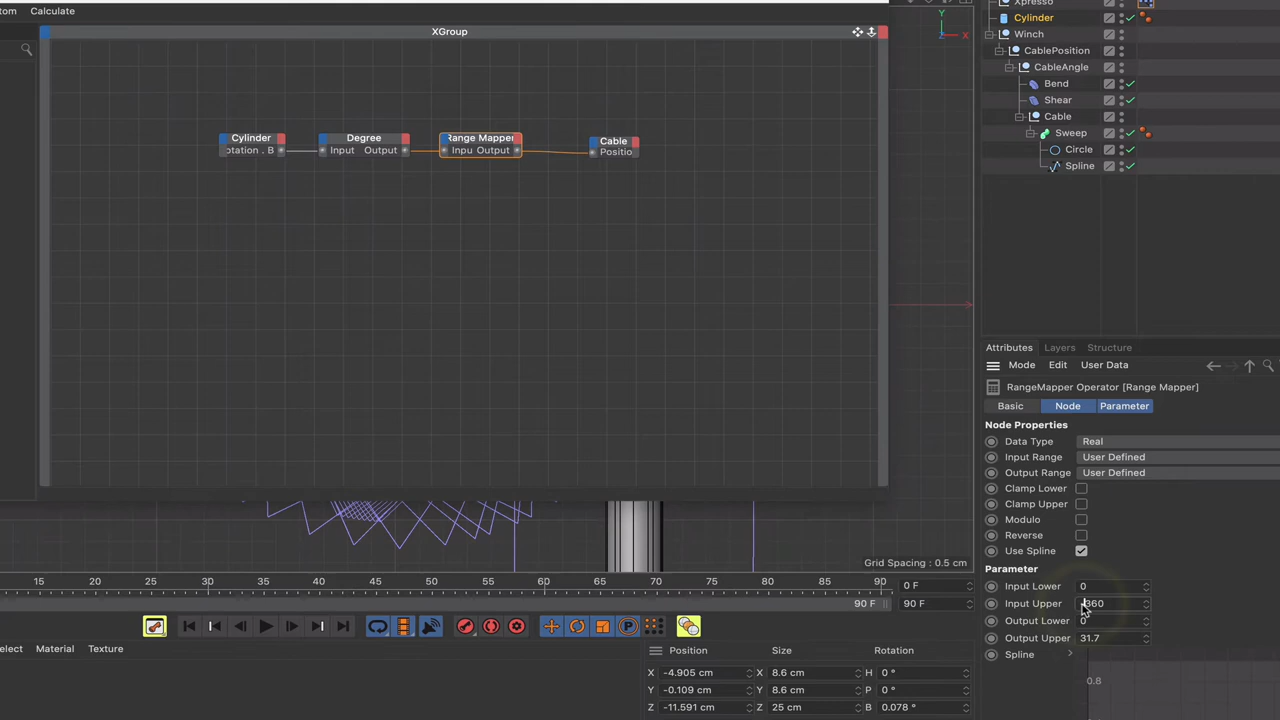 tom Calculate
XGroup
Cylinder
otation . B
Degree
Input Output
Range Mapper
Inpu Output
Cable
Positio
Y
X
Z
Xpresso
Cylinder
Winch
CablePosition
CableAngle
Bend
Shear
Cable
Sweep
Circle
Spline
Attributes Layers Structure
Mode Edit User Data
RangeMapper Operator [Range Mapper]
Basic Node Parameter
Node Properties
Data Type Real
Input Range User Defined
Output Range User Defined
Clamp Lower
Clamp Upper
Modulo
Reverse
Use Spline
Parameter
Input Lower 0
Input Upper 360
Output Lower 0
Output Upper 31.7
Spline
0.8
Grid Spacing : 0.5 cm
15 20 25 30 35 40 45 50 55 60 65 70 75 80 85 90
0 F
90 F 90 F
elect Material Texture
Position Size Rotation
X -4.905 cm X 8.6 cm H 0 °
Y -0.109 cm Y 8.6 cm P 0 °
Z -11.591 cm Z 25 cm B 0.078 °